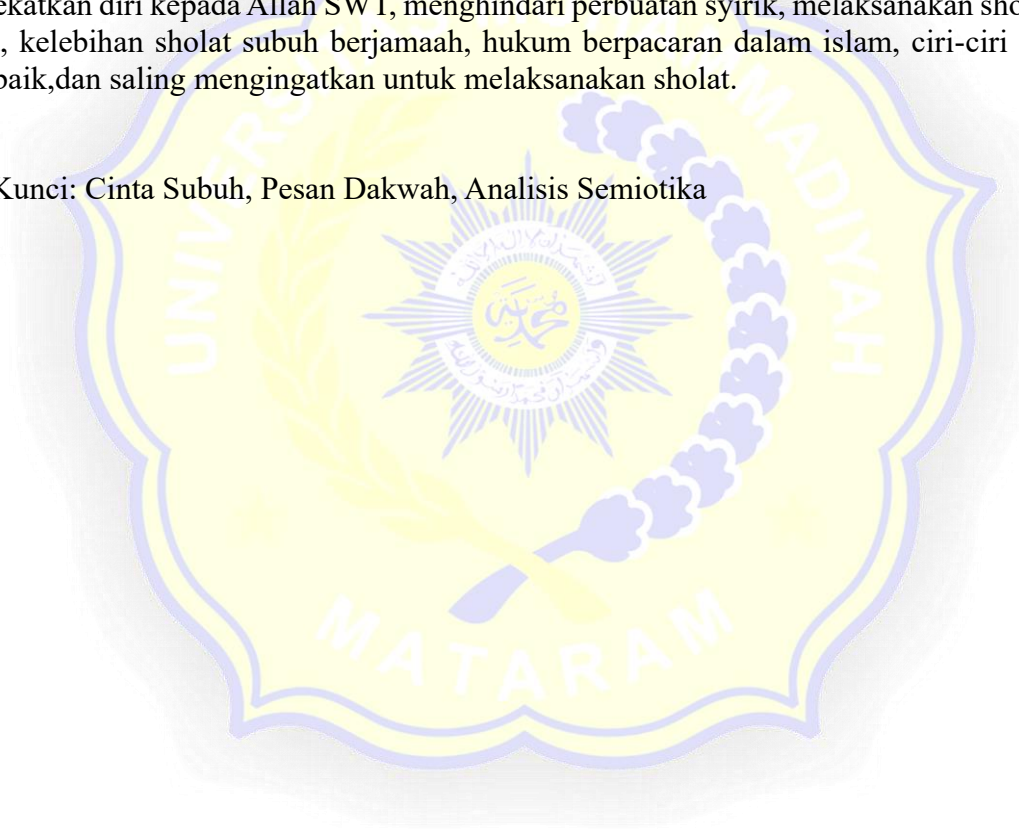 ekatkan diri kepada Allah SWT, menghindari perbuatan syirik, melaksanakan sho
, kelebihan sholat subuh berjamaah, hukum berpacaran dalam islam, ciri-ciri
baik,dan saling mengingatkan untuk melaksanakan sholat.
Kunci: Cinta Subuh, Pesan Dakwah, Analisis Semiotika
UNIVERSITAS MUHAMMADIYAH
محمدية
MATARAM